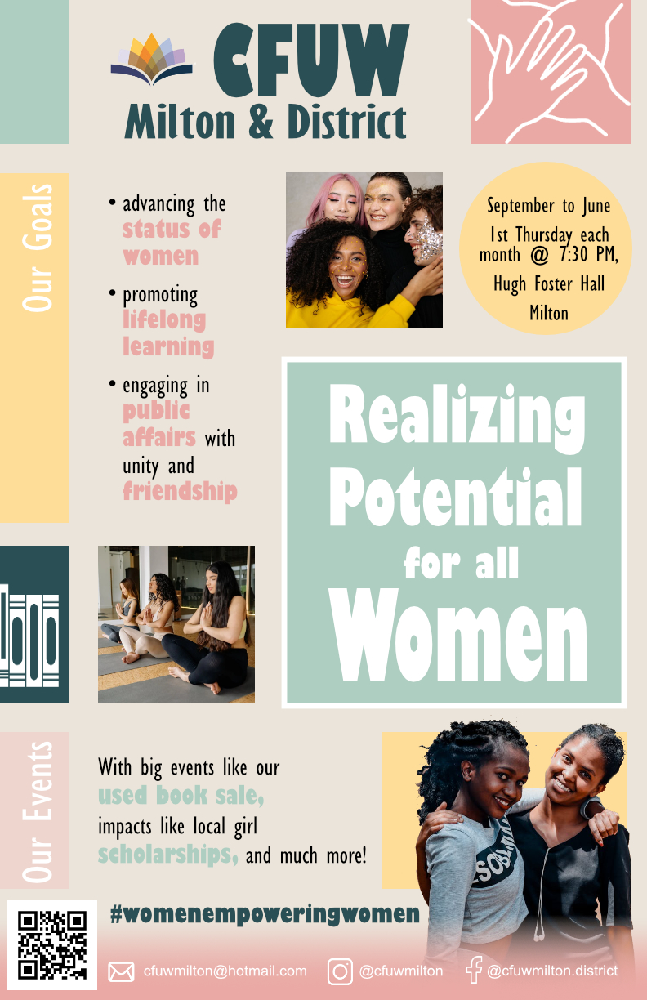 CFUW
Milton & District
Our Goals
• advancing the
status of
women
• promoting
lifelong
learning
• engaging in
public
affairs with
unity and
friendship
September to June
1st Thursday each
month @ 7:30 PM,
Hugh Foster Hall
Milton
Realizing
Potential
for all
Women
Our Events
With big events like our
used book sale,
impacts like local girl
scholarships, and much more!
#womenempoweringwomen
cfuwmilton@hotmail.com
@cfuwmilton
@cfuwmilton.district